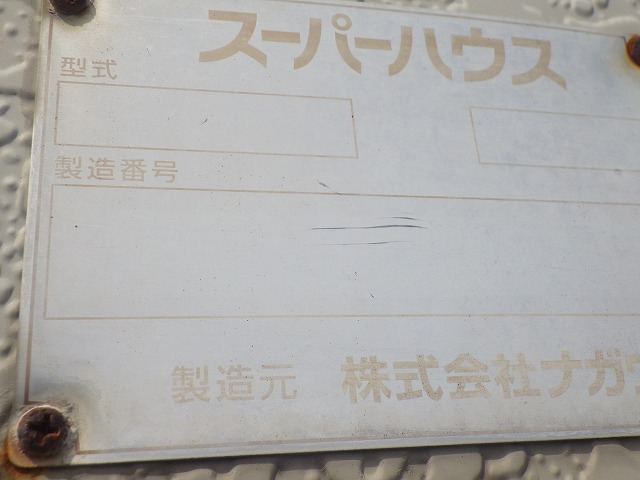 スーパーハウス
型式
製造番号
製造元 株式会社ナガワ